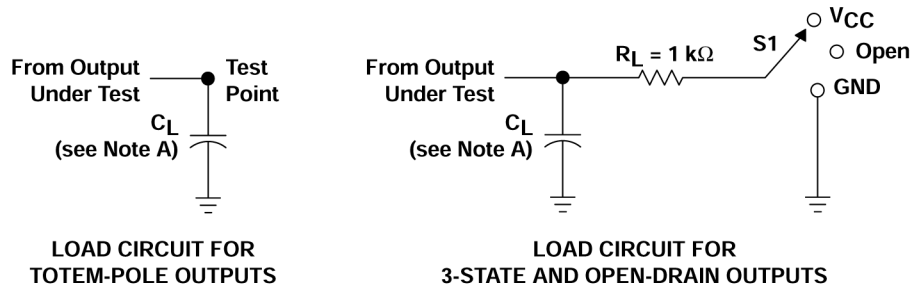 From Output
Under Test
Test
Point
CL
(see Note A)
LOAD CIRCUIT FOR
TOTEM-POLE OUTPUTS
From Output
Under Test
RL = 1 kΩ
S1
VCC
Open
GND
CL
(see Note A)
LOAD CIRCUIT FOR
3-STATE AND OPEN-DRAIN OUTPUTS